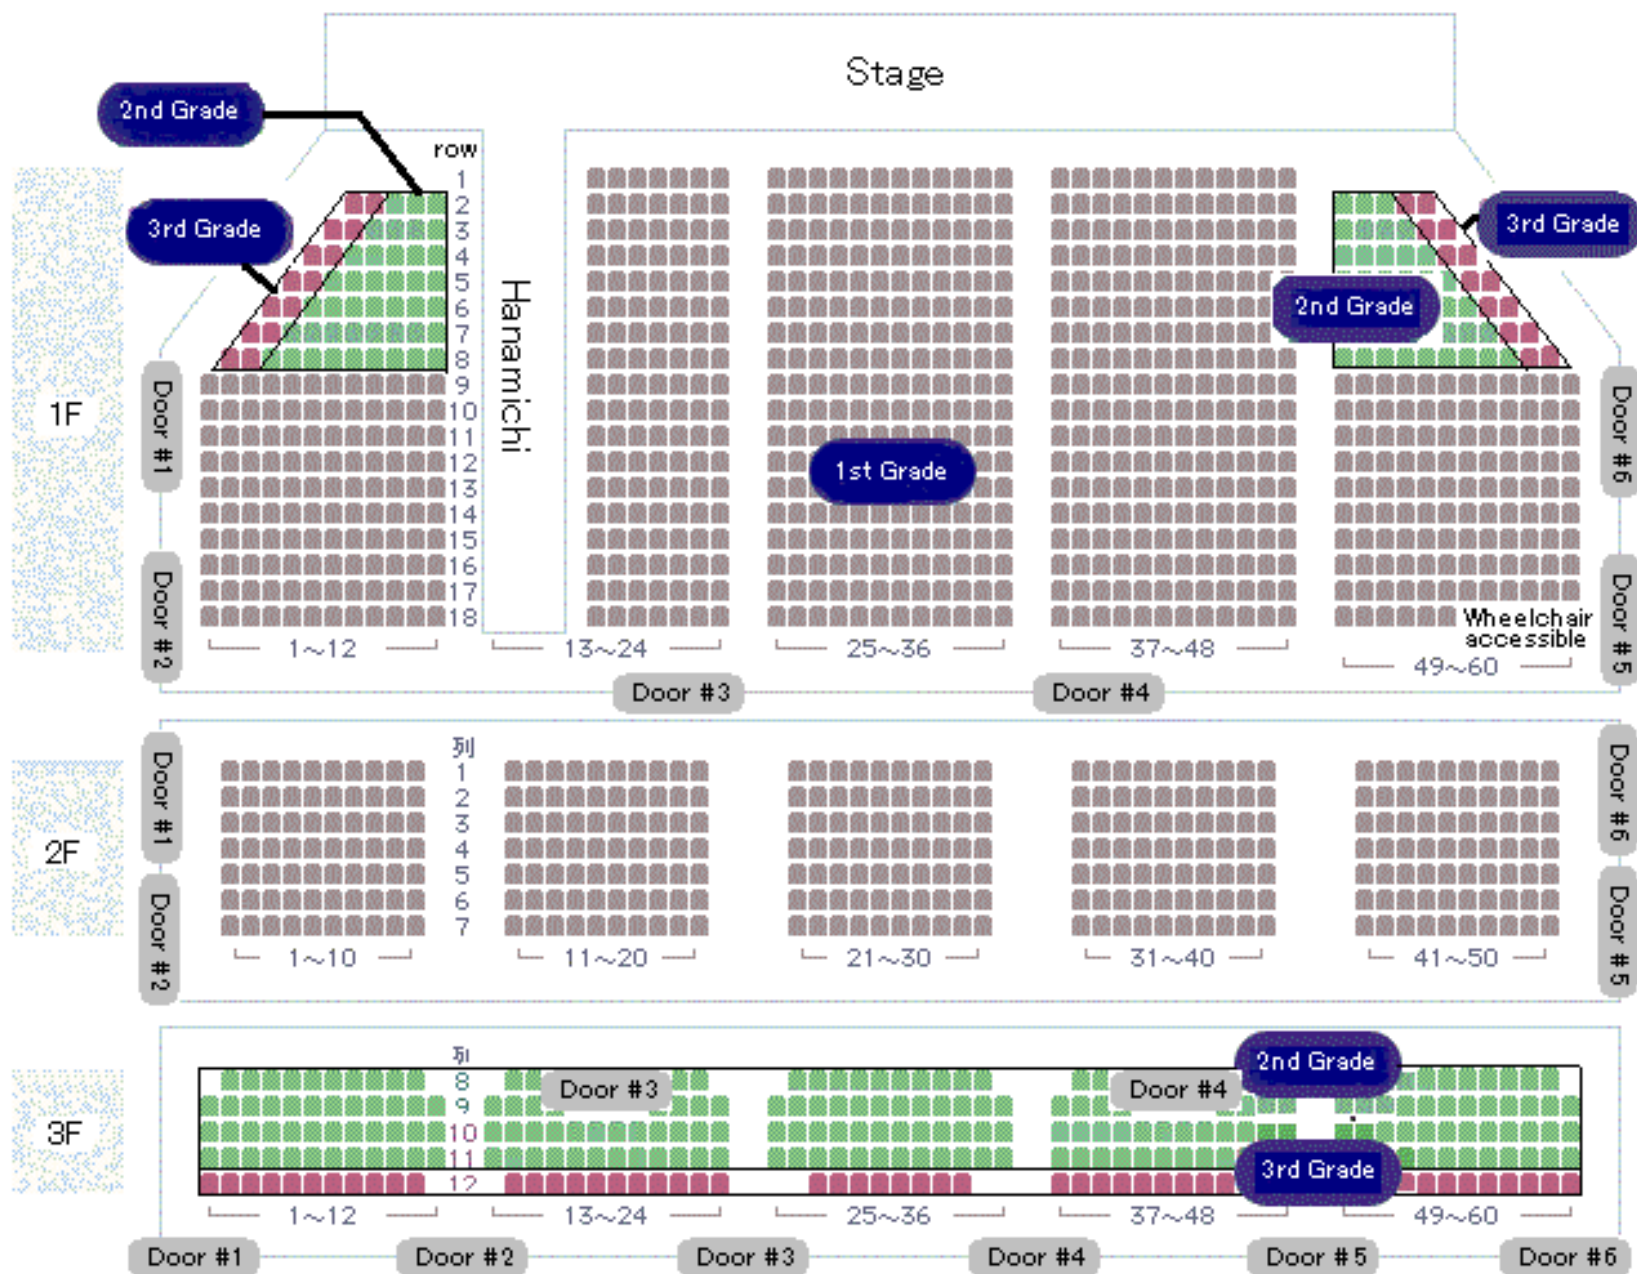 Stage
2nd Grade
row
3rd Grade
3rd Grade
2nd Grade
1
2
3
4
5
6
7
8
9
10
11
12
13
14
15
16
17
18
Hanamichi
1F
Door #1
Door #6
1st Grade
Door #2
Door #5
Wheelchair
accessible
1～12
13～24
25～36
37～48
49～60
Door #3
Door #4
列
1
2
3
4
5
6
7
2F
Door #1
Door #6
Door #2
Door #5
1～10
11～20
21～30
31～40
41～50
列
8
9
10
11
12
3F
Door #3
Door #4
2nd Grade
3rd Grade
1～12
13～24
25～36
37～48
49～60
Door #1
Door #2
Door #3
Door #4
Door #5
Door #6